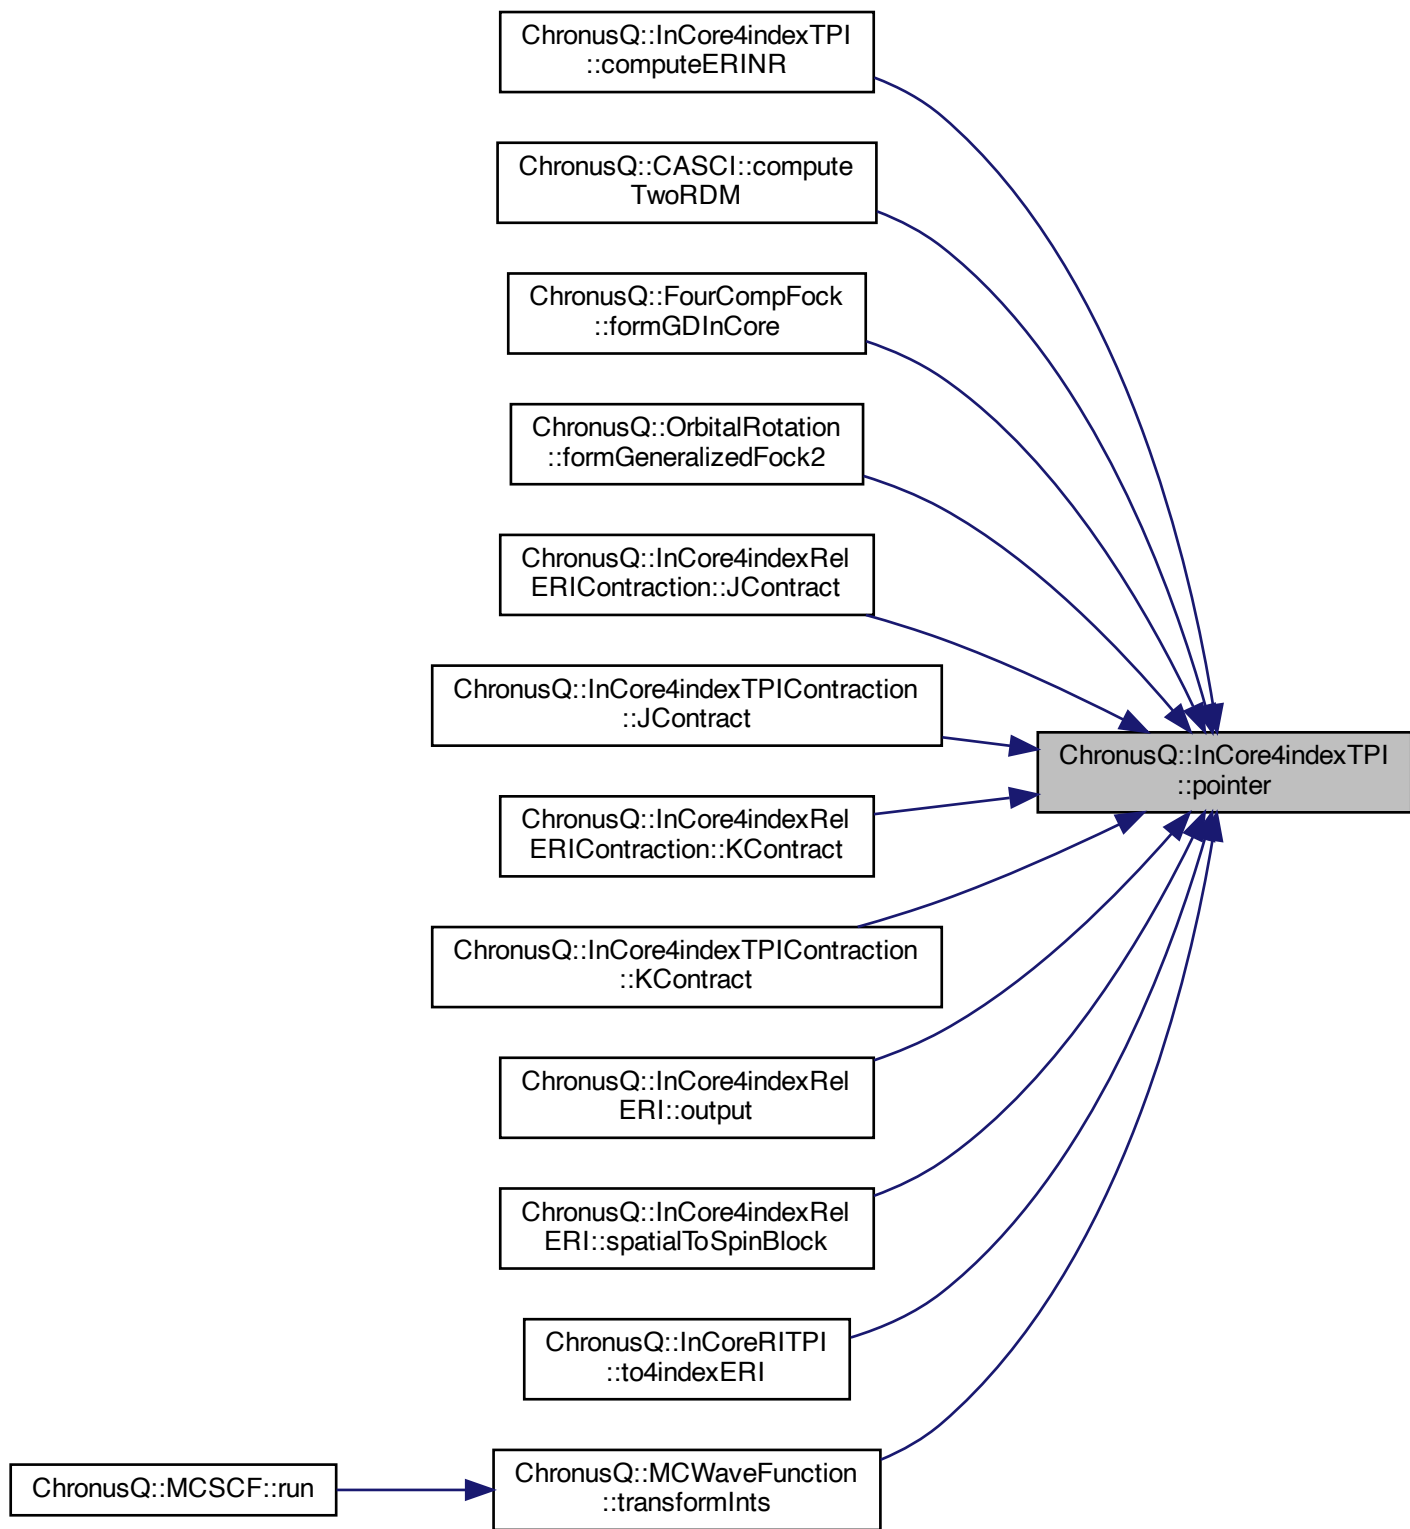 ChronusQ::InCore4indexTPI
::computeERINR
ChronusQ::CASCI::compute
TwoRDM
ChronusQ::FourCompFock
::formGDInCore
ChronusQ::OrbitalRotation
::formGeneralizedFock2
ChronusQ::InCore4indexRel
ERIContraction::JContract
ChronusQ::InCore4indexTPIContraction
::JContract
ChronusQ::InCore4indexTPI
::pointer
ChronusQ::InCore4indexRel
ERIContraction::KContract
ChronusQ::InCore4indexTPIContraction
::KContract
ChronusQ::InCore4indexRel
ERI::output
ChronusQ::InCore4indexRel
ERI::spatialToSpinBlock
ChronusQ::InCoreRITPI
::to4indexERI
ChronusQ::MCSCF::run
ChronusQ::MCWaveFunction
::transformInts